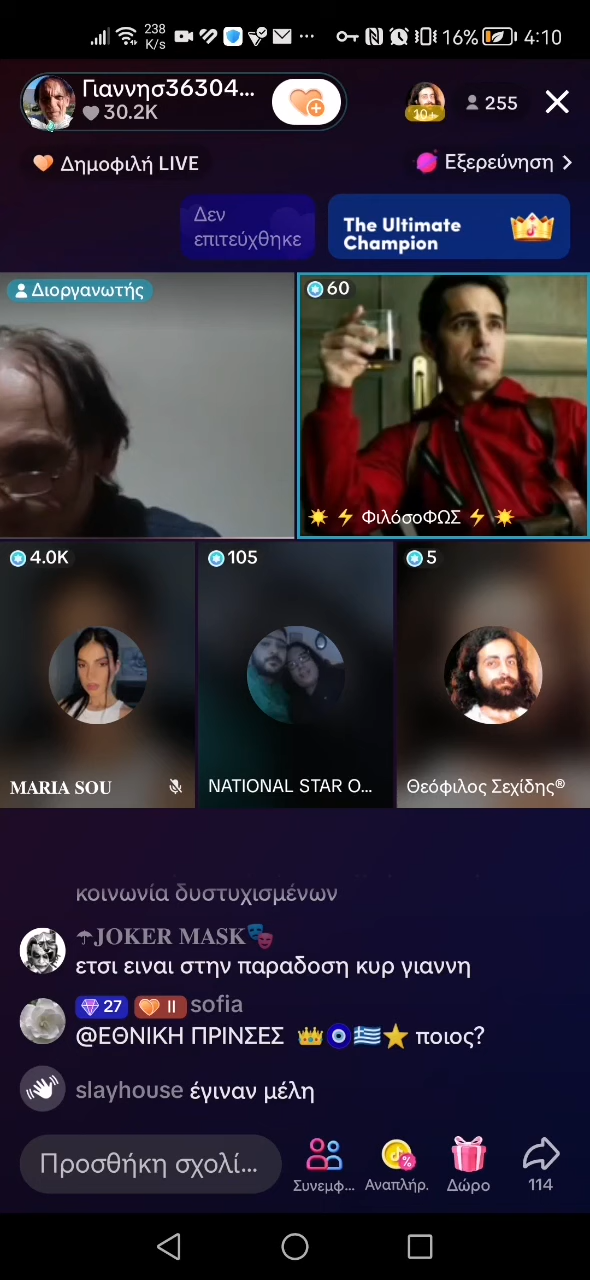 238 K/s 16% 4:10
Γιαννησ36304...
30.2K
10+
255
Δημοφιλή LIVE
Εξερεύνηση
Δεν
επιτεύχθηκε
The Ultimate
Champion
Διοργανωτής
60
ΦιλόσοΦΩΣ
4.0K
105
5
MARIA SOU
NATIONAL STAR O...
Θεόφιλος Σεχίδης®
κοινωνία δυστυχισμένων
JOKER MASK
ετσι ειναι στην παραδοση κυρ γιαννη
27 II sofia
@ΕΘΝΙΚΗ ΠΡΙΝΣΕΣ 👑🧿🇬🇷⭐ ποιος?
slayhouse έγιναν μέλη
Προσθήκη σχολί...
Συνεμφ...
Αναπλήρ.
Δώρο
114